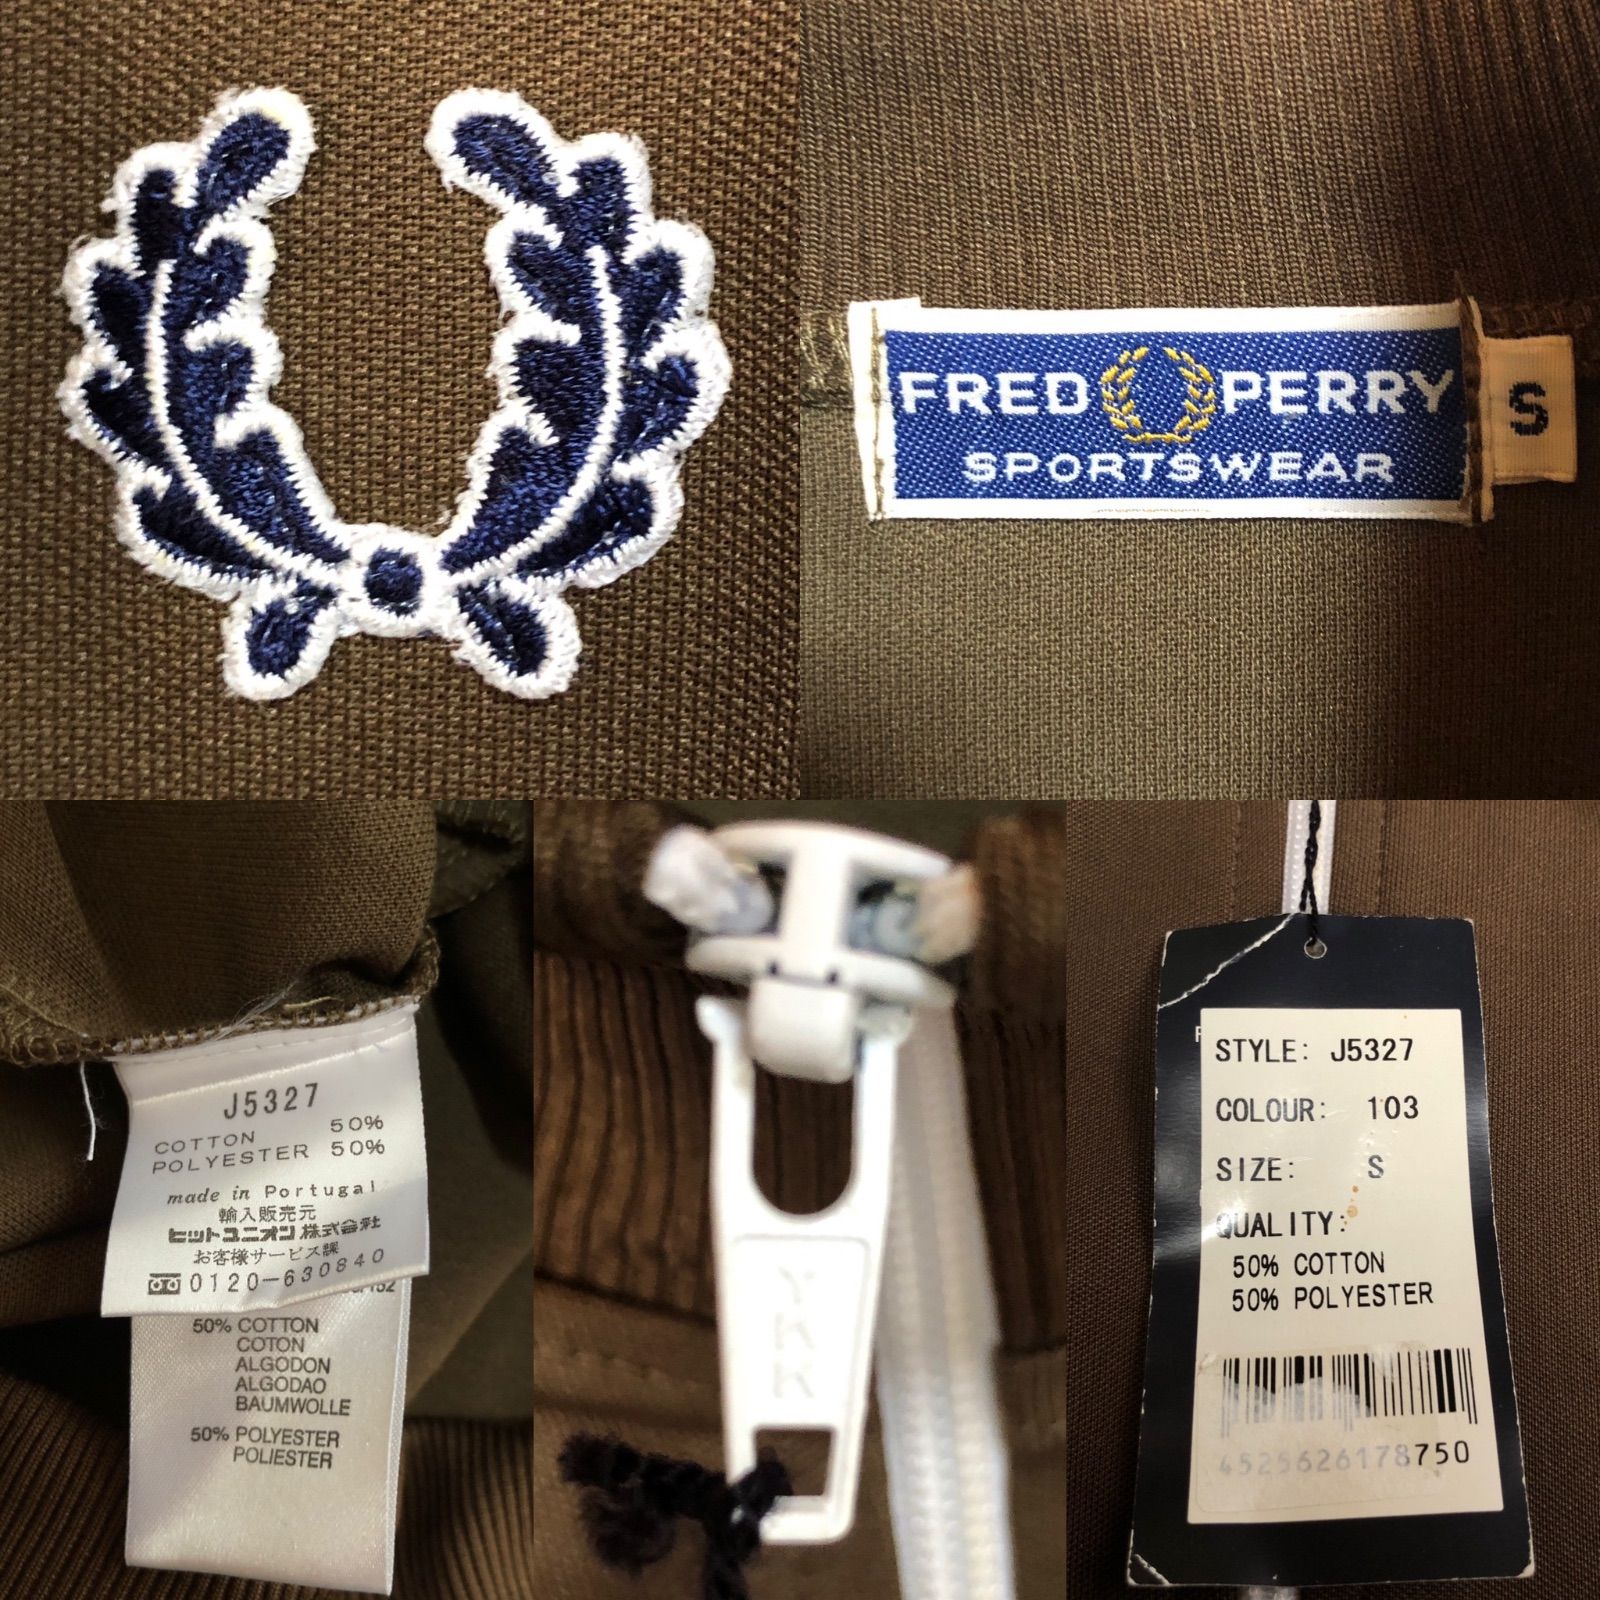 FRED PERRY
SPORTSWEAR
S
J5327
COTTON 50%
POLYESTER 50%
made in Portugal
輸入販売元
ヒットユニオン株式会社
お客様サービス課
0120-630840
50% COTTON
COTON
ALGODON
ALGODAO
BAUMWOLLE
50% POLYESTER
POLIESTER
YKK
STYLE: J5327
COLOUR: 103
SIZE: S
QUALITY:
50% COTTON
50% POLYESTER
4525626178750